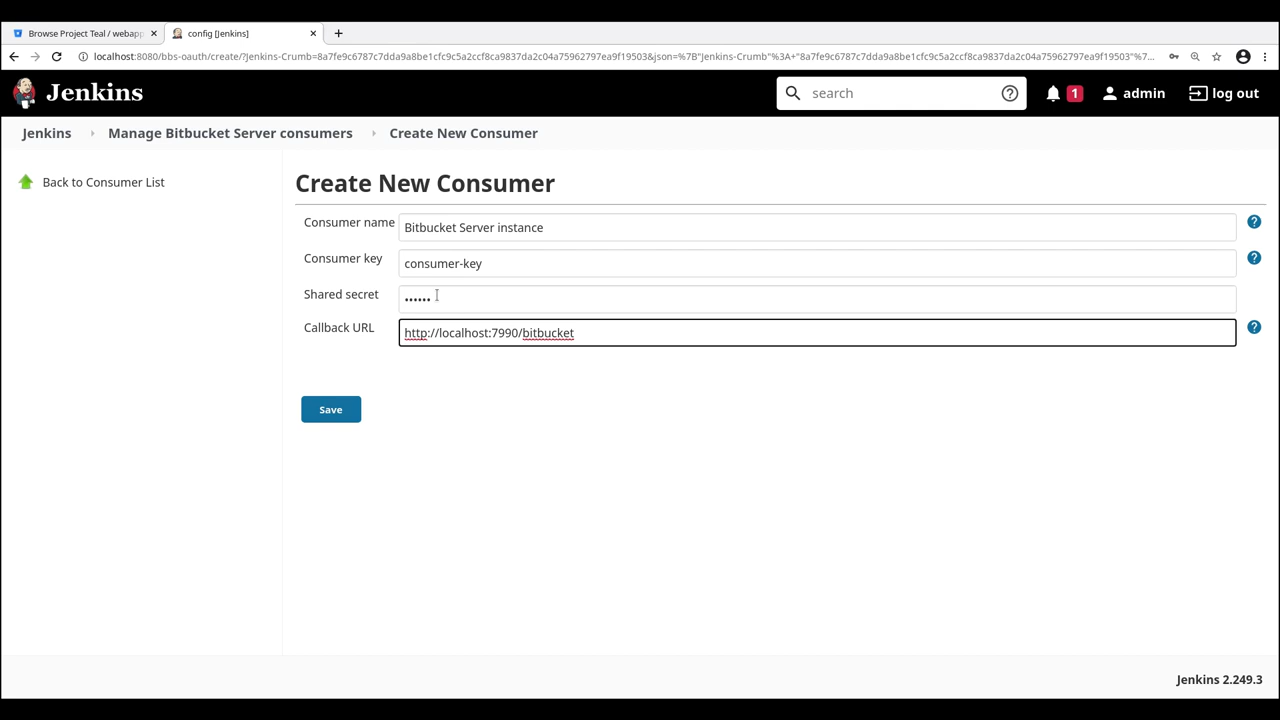 Browse Project Teal / webapp
config [Jenkins]
localhost:8080/bbs-oauth/create/?Jenkins-Crumb=8a7fe9c6787c7dda9a8be1cfc9c5a2ccf8ca9837da2c04a75962797ea9f19503&json=%7B"Jenkins-Crumb"%3A+"8a7fe9c6787c7dda9a8be1cfc9c5a2ccf8ca9837da2c04a75962797ea9f19503"%7...
Jenkins
search
1
admin
log out
Jenkins
Manage Bitbucket Server consumers
Create New Consumer
Back to Consumer List
Create New Consumer
Consumer name
Bitbucket Server instance
Consumer key
consumer-key
Shared secret
••••••
Callback URL
http://localhost:7990/bitbucket
Save
Jenkins 2.249.3